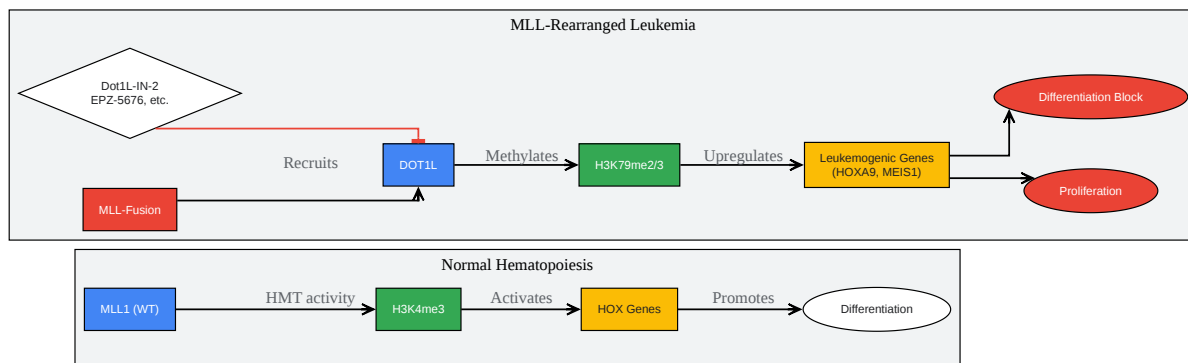 MLL-Rearranged Leukemia
Dot1L-IN-2
EPZ-5676, etc.
Differentiation Block
Recruits
DOT1L
Methylates
H3K79me2/3
Upregulates
Leukemogenic Genes
(HOXA9, MEIS1)
Proliferation
MLL-Fusion
Normal Hematopoiesis
MLL1 (WT)
HMT activity
H3K4me3
Activates
HOX Genes
Promotes
Differentiation